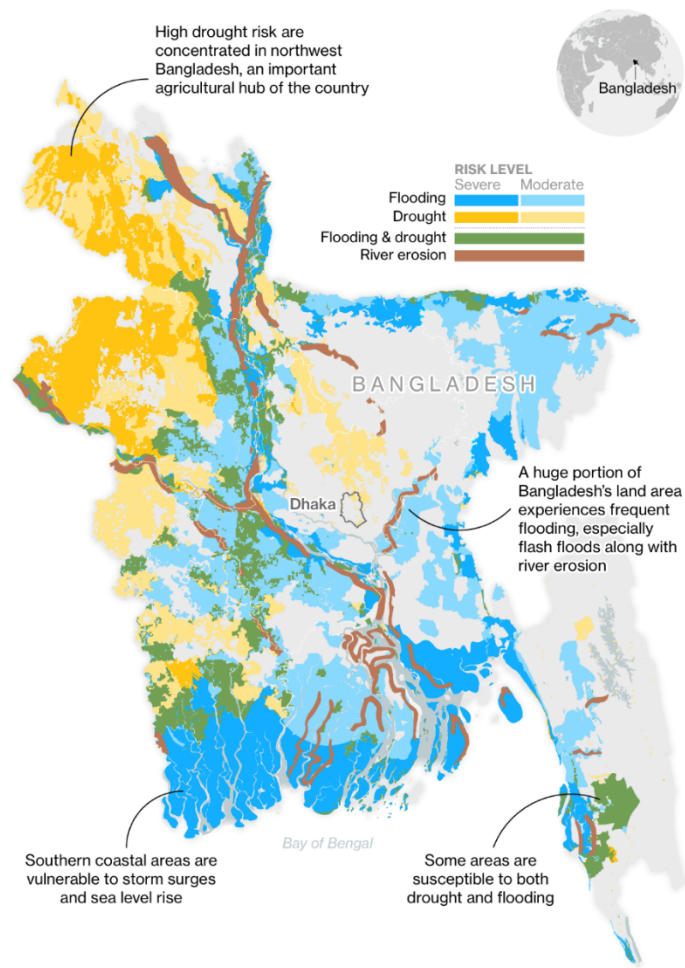 High drought risk are
concentrated in northwest
Bangladesh, an important
agricultural hub of the country
Bangladesh
RISK LEVEL
Severe Moderate
Flooding
Drought
Flooding & drought
River erosion
BANGLADESH
A huge portion of
Bangladesh's land area
experiences frequent
flooding, especially
flash floods along with
river erosion
Dhaka
Bay of Bengal
Southern coastal areas are
vulnerable to storm surges
and sea level rise
Some areas are
susceptible to both
drought and flooding